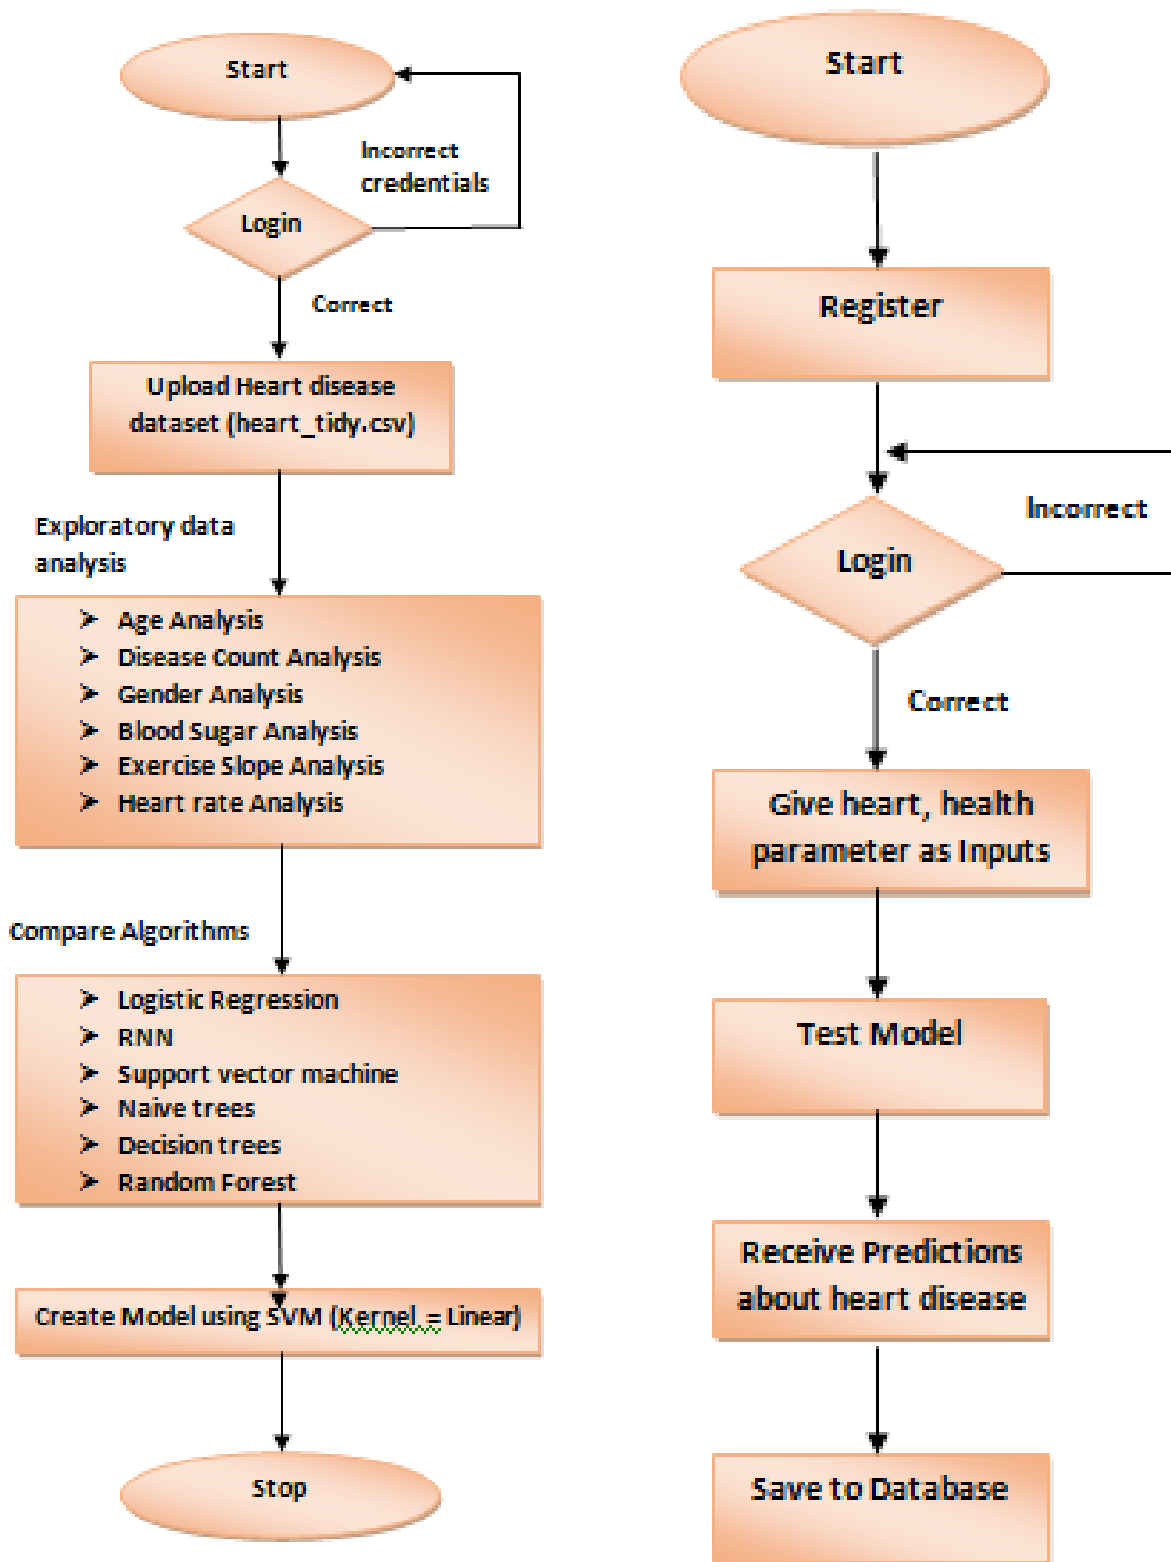 Start
Incorrect
credentials
Login
Correct
Upload Heart disease
dataset (heart_tidy.csv)
Exploratory data
analysis
➤ Age Analysis
➤ Disease Count Analysis
➤ Gender Analysis
➤ Blood Sugar Analysis
➤ Exercise Slope Analysis
➤ Heart rate Analysis
Compare Algorithms
➤ Logistic Regression
➤ RNN
➤ Support vector machine
➤ Naive trees
➤ Decision trees
➤ Random Forest
Create Model using SVM (Kernel = Linear)
Stop
Start
Register
Incorrect
Login
Correct
Give heart, health
parameter as Inputs
Test Model
Receive Predictions
about heart disease
Save to Database